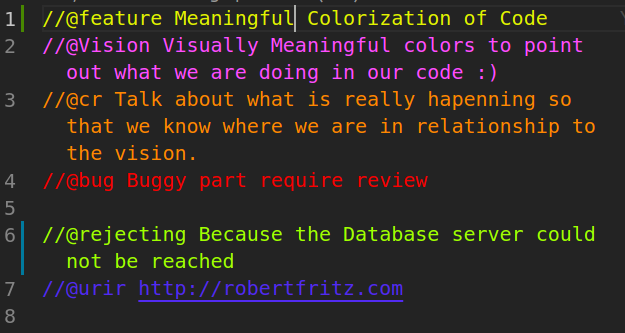 1 //@feature Meaningful Colorization of Code
2 //@Vision Visually Meaningful colors to point
out what we are doing in our code :)
3 //@cr Talk about what is really hapenning so
that we know where we are in relationship to
the vision.
4 //@bug Buggy part require review
5
6 //@rejecting Because the Database server could
not be reached
7 //@urir http://robertfritz.com
8